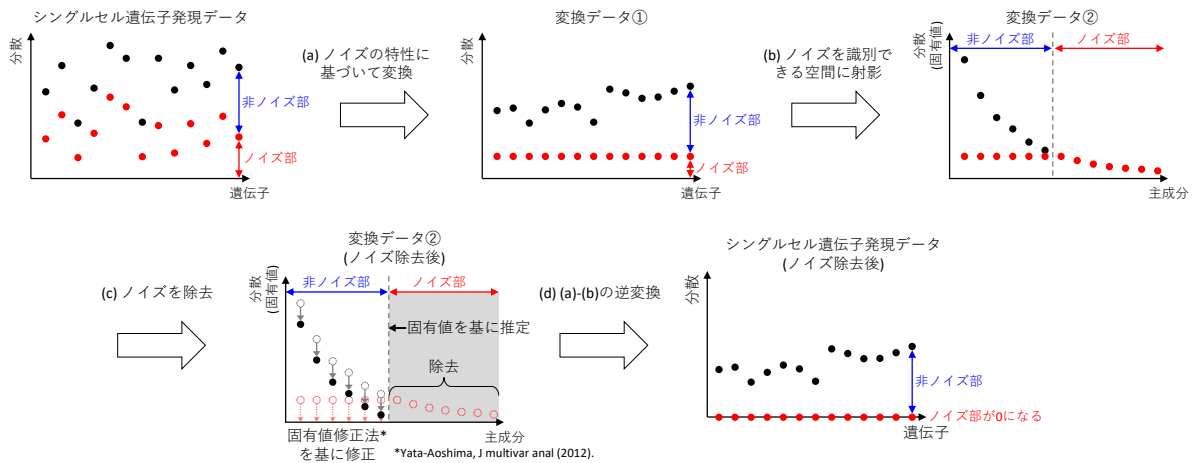 シングルセル遺伝子発現データ
分散
非ノイズ部
ノイズ部
遺伝子
(a) ノイズの特性に
基づいて変換
変換データ①
分散
非ノイズ部
ノイズ部
遺伝子
(b) ノイズを識別で
きる空間に射影
変換データ②
分散
(固有値)
非ノイズ部
ノイズ部
主成分
(c) ノイズを除去
変換データ②
(ノイズ除去後)
分散
(固有値)
非ノイズ部
ノイズ部
固有値を基に推定
除去
主成分
固有値修正法*
を基に修正
*Yata-Aoshima, J multivar anal (2012).
(d) (a)-(b)の逆変換
シングルセル遺伝子発現データ
(ノイズ除去後)
分散
非ノイズ部
ノイズ部が0になる
遺伝子